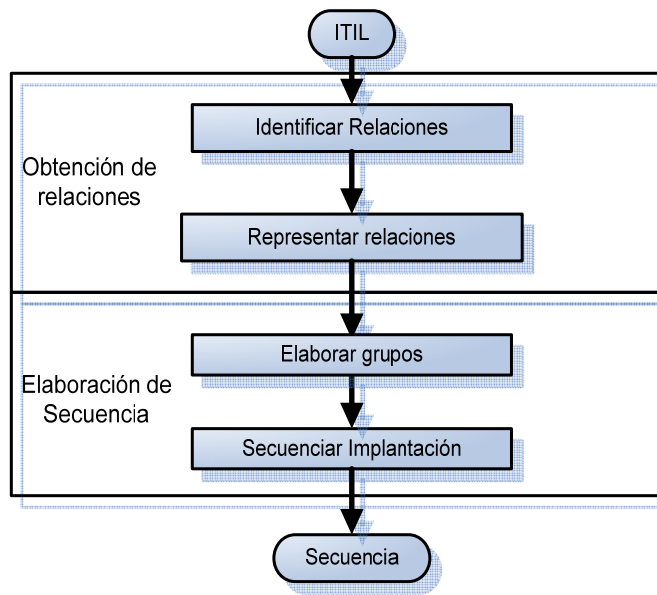 ITIL
Identificar Relaciones
Obtención de
relaciones
Representar relaciones
Elaborar grupos
Elaboración de
Secuencia
Secuenciar Implantación
Secuencia